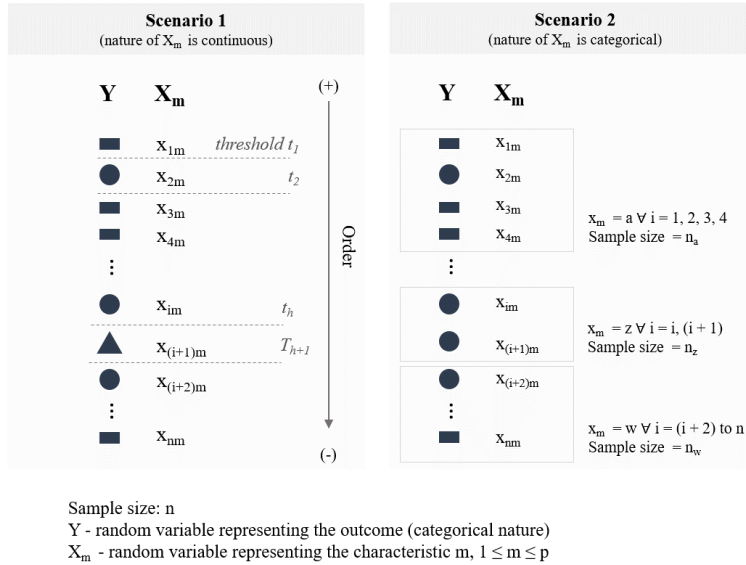 Scenario 1
(nature of Xm is continuous)
Y Xm (+)
x1m threshold t1
x2m t2
x3m
x4m
⋮ ⋮
Order
xim th
x(i+1)m Th+1
x(i+2)m
⋮ ⋮
xnm
(-)
Scenario 2
(nature of Xm is categorical)
Y Xm
x1m
x2m
x3m
x4m
xm = a ∀ i = 1, 2, 3, 4
Sample size = na
⋮ ⋮
xim
x(i+1)m
xm = z ∀ i = i, (i + 1)
Sample size = nz
x(i+2)m
⋮ ⋮
xnm
xm = w ∀ i = (i + 2) to n
Sample size = nw
Sample size: n
Y - random variable representing the outcome (categorical nature)
Xm - random variable representing the characteristic m, 1 ≤ m ≤ p